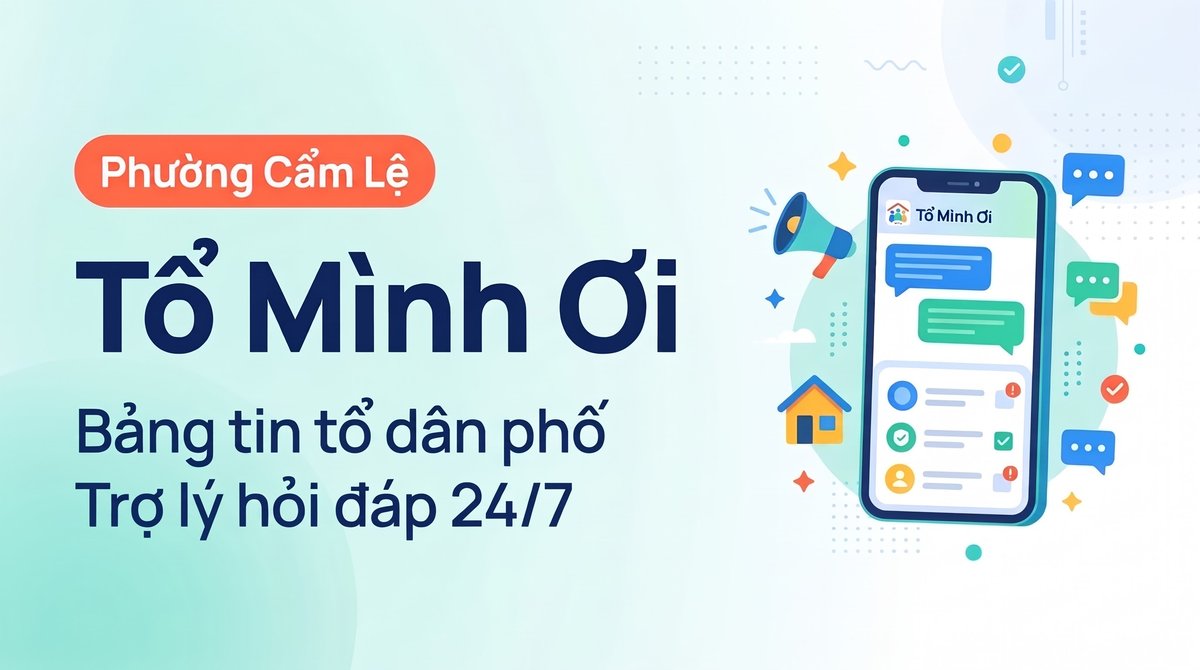 Phường Cẩm Lệ
Tổ Mình Ơi
Bảng tin tổ dân phố
Trợ lý hỏi đáp 24/7
Tổ Mình Ơi